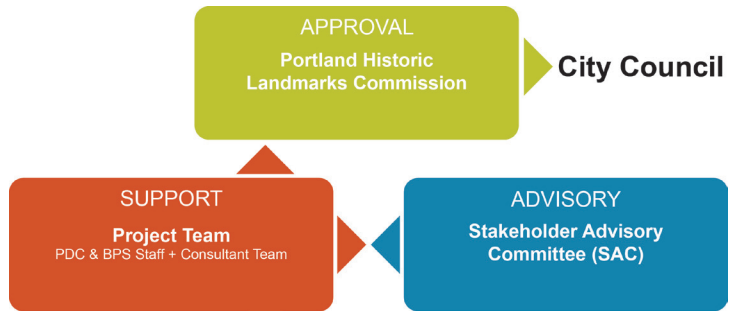 APPROVAL
Portland Historic
Landmarks Commission
City Council
SUPPORT
Project Team
PDC & BPS Staff + Consultant Team
ADVISORY
Stakeholder Advisory
Committee (SAC)